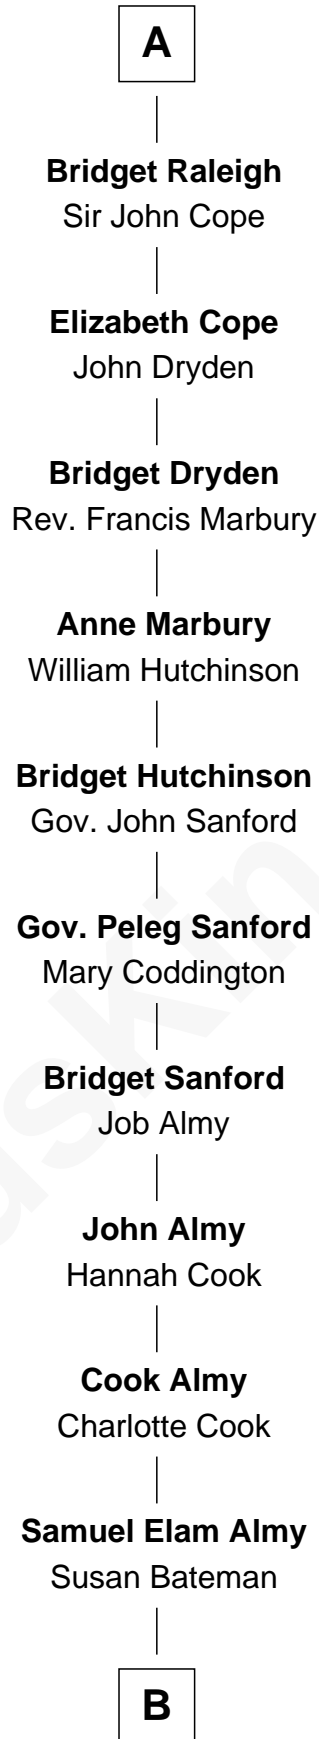 A
Bridget Raleigh
Sir John Cope
Elizabeth Cope
John Dryden
Bridget Dryden
Rev. Francis Marbury
Anne Marbury
William Hutchinson
Bridget Hutchinson
Gov. John Sanford
Gov. Peleg Sanford
Mary Coddington
Bridget Sanford
Job Almy
John Almy
Hannah Cook
Cook Almy
Charlotte Cook
Samuel Elam Almy
Susan Bateman
B